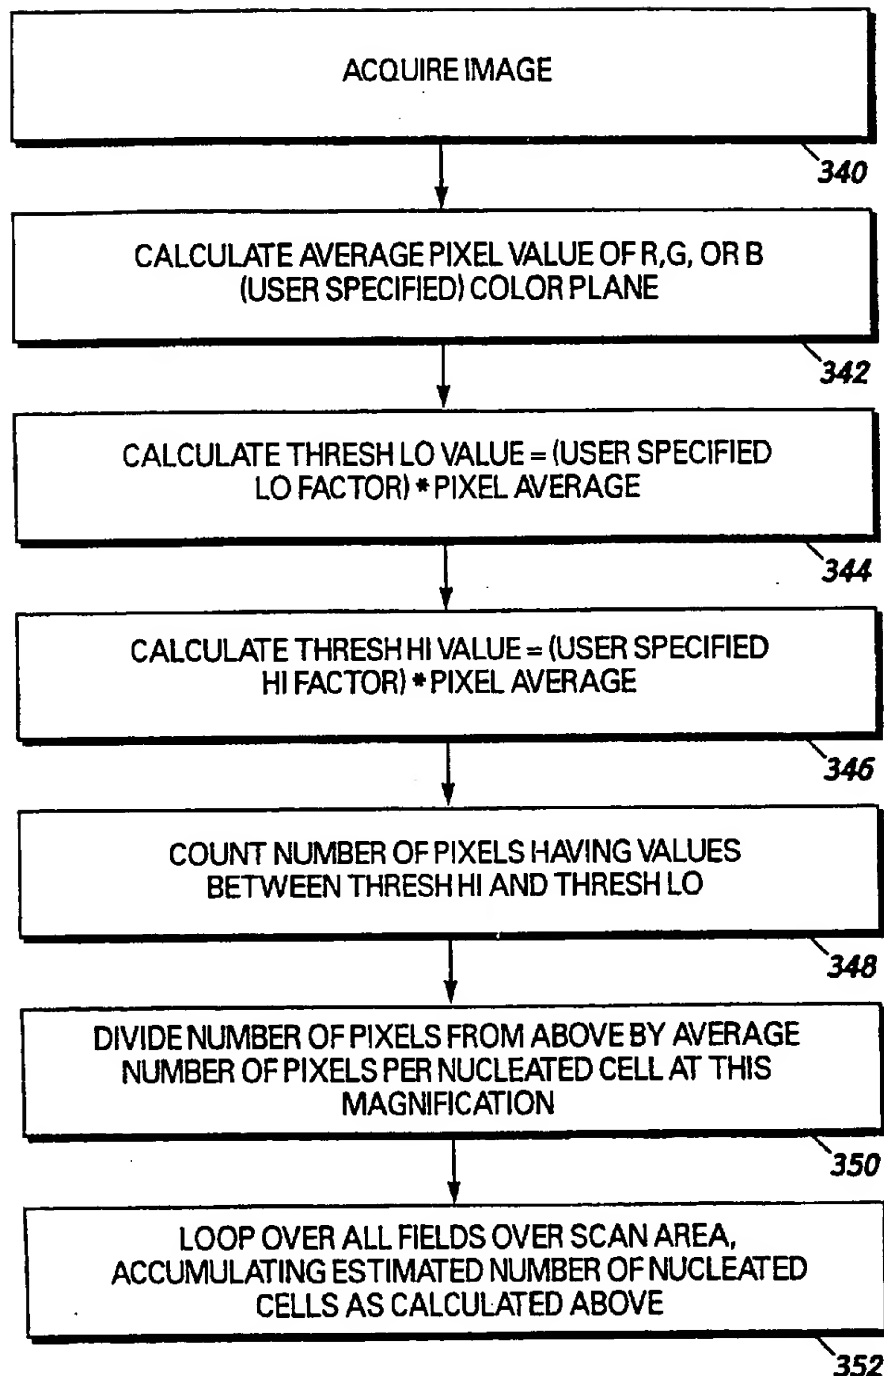 ACQUIRE IMAGE
340
CALCULATE AVERAGE PIXEL VALUE OF R,G, OR B
(USER SPECIFIED) COLOR PLANE
342
CALCULATE THRESH LO VALUE = (USER SPECIFIED
LO FACTOR) * PIXEL AVERAGE
344
CALCULATE THRESH HI VALUE = (USER SPECIFIED
HI FACTOR) * PIXEL AVERAGE
346
COUNT NUMBER OF PIXELS HAVING VALUES
BETWEEN THRESH HI AND THRESH LO
348
DIVIDE NUMBER OF PIXELS FROM ABOVE BY AVERAGE
NUMBER OF PIXELS PER NUCLEATED CELL AT THIS
MAGNIFICATION
350
LOOP OVER ALL FIELDS OVER SCAN AREA,
ACCUMULATING ESTIMATED NUMBER OF NUCLEATED
CELLS AS CALCULATED ABOVE
352